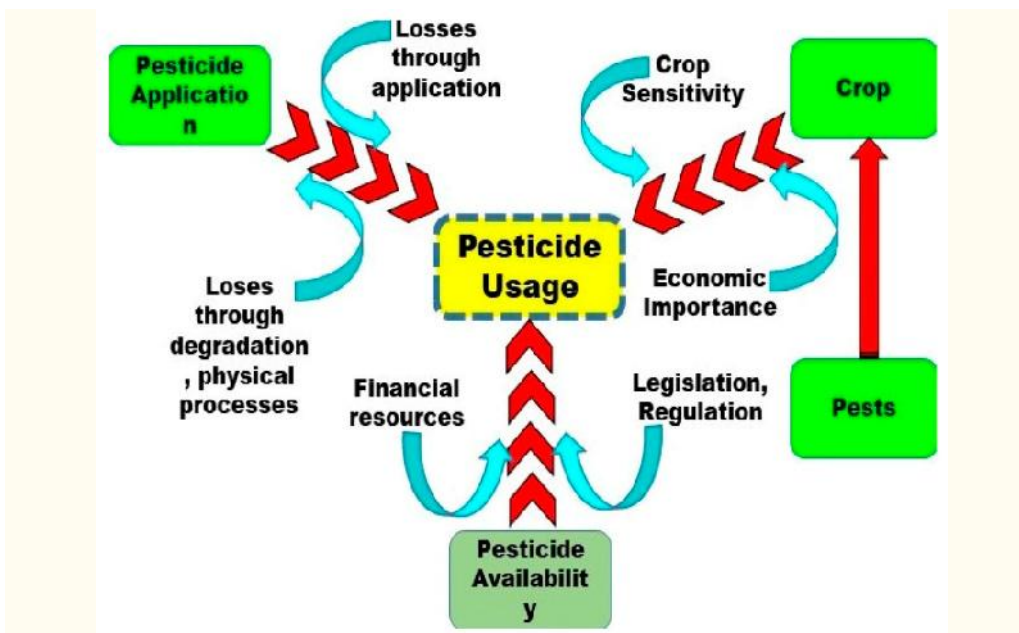 Pesticide
Applicatio
n
Losses
through
application
Crop
Sensitivity
Crop
Pesticide
Usage
Loses
through
degradation
, physical
processes
Economic
Importance
Financial
resources
Legislation,
Regulation
Pests
Pesticide
Availabilit
y